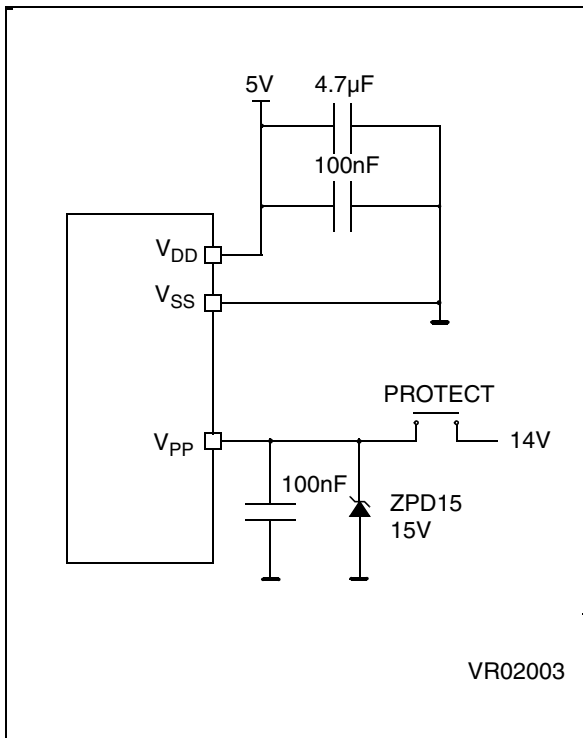 5V
4.7µF
100nF
VDD
VSS
PROTECT
VPP
14V
100nF
ZPD15
15V
VR02003